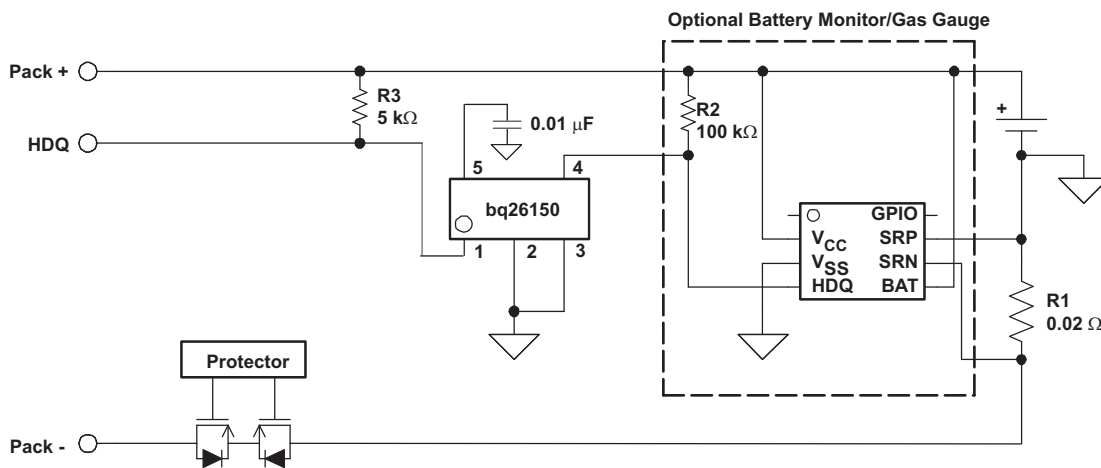 Optional Battery Monitor/Gas Gauge
Pack +
R3
5 kΩ
HDQ
0.01 μF
5
4
bq26150
1
2
3
R2
100 kΩ
+
GPIO
VCC
SRP
VSS
SRN
HDQ
BAT
R1
0.02 Ω
Protector
Pack -